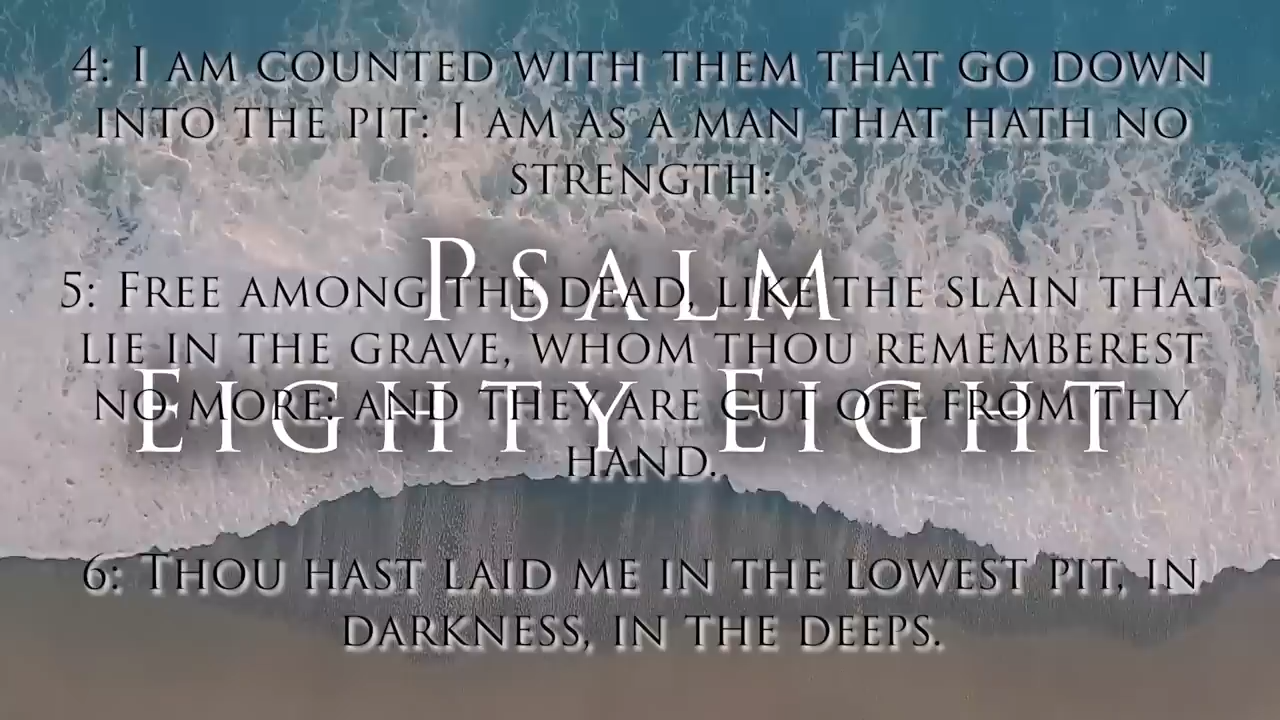 4: I AM COUNTED WITH THEM THAT GO DOWN
INTO THE PIT: I AM AS A MAN THAT HATH NO
STRENGTH:
PSALM
5: FREE AMONG THE DEAD, LIKE THE SLAIN THAT
LIE IN THE GRAVE, WHOM THOU REMEMBEREST
EIGHTY EIGHT
NO MORE: AND THEY ARE CUT OFF FROM THY
HAND.
6: THOU HAST LAID ME IN THE LOWEST PIT, IN
DARKNESS, IN THE DEEPS.